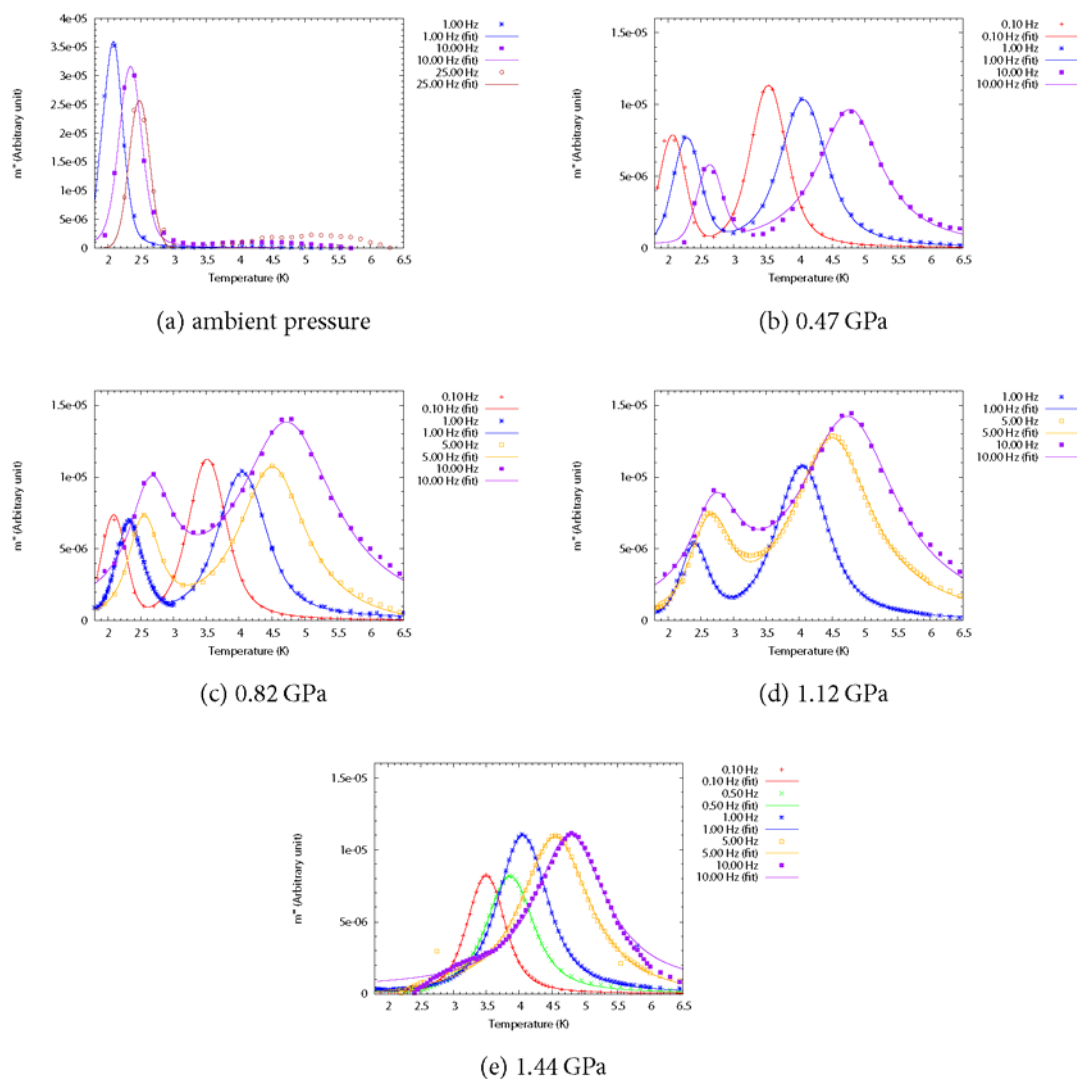 4e-05
3.5e-05
3e-05
2.5e-05
2e-05
1.5e-05
1e-05
5e-06
0
m" (Arbitrary unit)
2 2.5 3 3.5 4 4.5 5 5.5 6 6.5
Temperature (K)
1.00 Hz
1.00 Hz (fit)
10.00 Hz
10.00 Hz (fit)
25.00 Hz
25.00 Hz (fit)
(a) ambient pressure
1.5e-05
1e-05
5e-06
0
m" (Arbitrary unit)
2 2.5 3 3.5 4 4.5 5 5.5 6 6.5
Temperature (K)
0.10 Hz
0.10 Hz (fit)
1.00 Hz
1.00 Hz (fit)
10.00 Hz
10.00 Hz (fit)
(b) 0.47 GPa
1.5e-05
1e-05
5e-06
0
m" (Arbitrary unit)
2 2.5 3 3.5 4 4.5 5 5.5 6 6.5
Temperature (K)
0.10 Hz
0.10 Hz (fit)
1.00 Hz
1.00 Hz (fit)
5.00 Hz
5.00 Hz (fit)
10.00 Hz
10.00 Hz (fit)
(c) 0.82 GPa
1.5e-05
1e-05
5e-06
0
m" (Arbitrary unit)
2 2.5 3 3.5 4 4.5 5 5.5 6 6.5
Temperature (K)
1.00 Hz
1.00 Hz (fit)
5.00 Hz
5.00 Hz (fit)
10.00 Hz
10.00 Hz (fit)
(d) 1.12 GPa
1.5e-05
1e-05
5e-06
0
m" (Arbitrary unit)
2 2.5 3 3.5 4 4.5 5 5.5 6 6.5
Temperature (K)
0.10 Hz
0.10 Hz (fit)
0.50 Hz
0.50 Hz (fit)
1.00 Hz
1.00 Hz (fit)
5.00 Hz
5.00 Hz (fit)
10.00 Hz
10.00 Hz (fit)
(e) 1.44 GPa